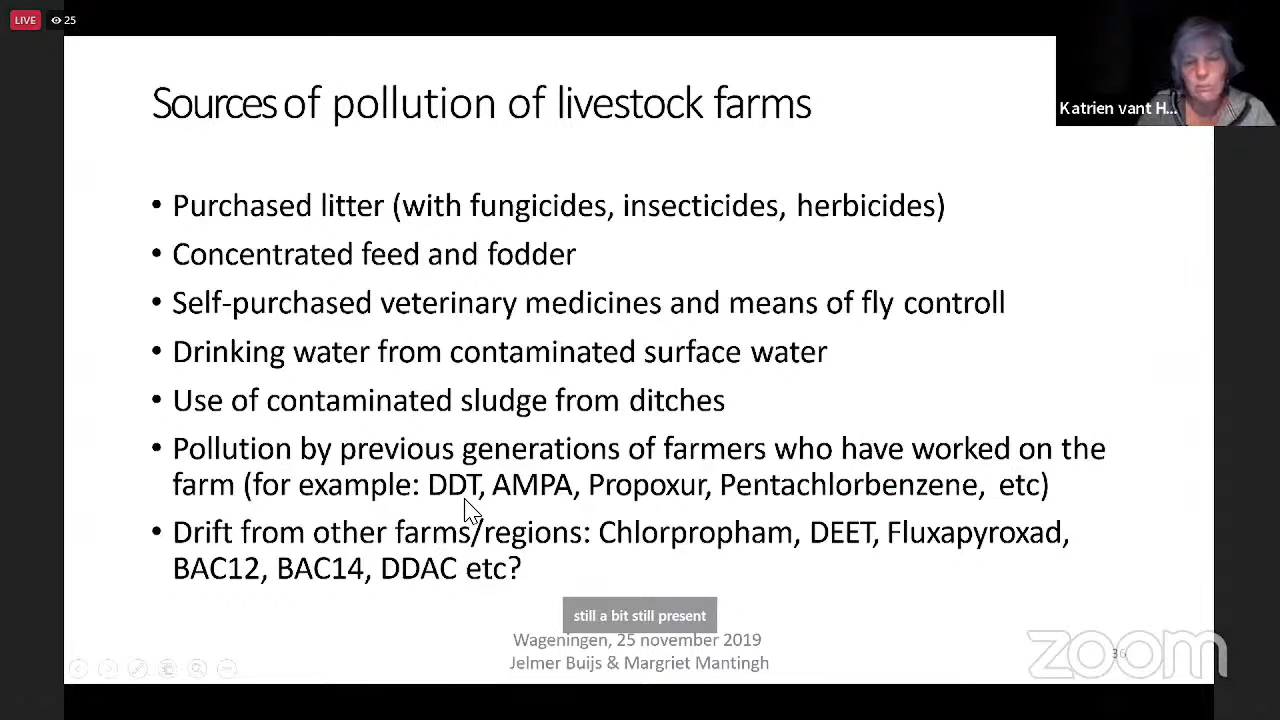 LIVE 25
Sources of pollution of livestock farms
Katrien vant H...
• Purchased litter (with fungicides, insecticides, herbicides)
• Concentrated feed and fodder
• Self-purchased veterinary medicines and means of fly controll
• Drinking water from contaminated surface water
• Use of contaminated sludge from ditches
• Pollution by previous generations of farmers who have worked on the
farm (for example: DDT, AMPA, Propoxur, Pentachlorbenzene, etc)
• Drift from other farms/regions: Chlorpropham, DEET, Fluxapyroxad,
BAC12, BAC14, DDAC etc?
still a bit still present
Wageningen, 25 november 2019
Jelmer Buijs & Margriet Mantingh
36
zoom